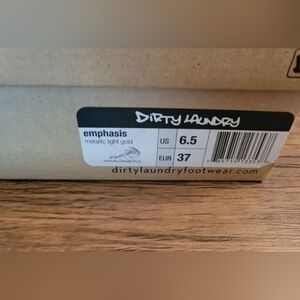 DIRTY LAUNDRY
emphasis
metallic light gold
US 6.5
EUR 37
dirtylaundryfootwear.com